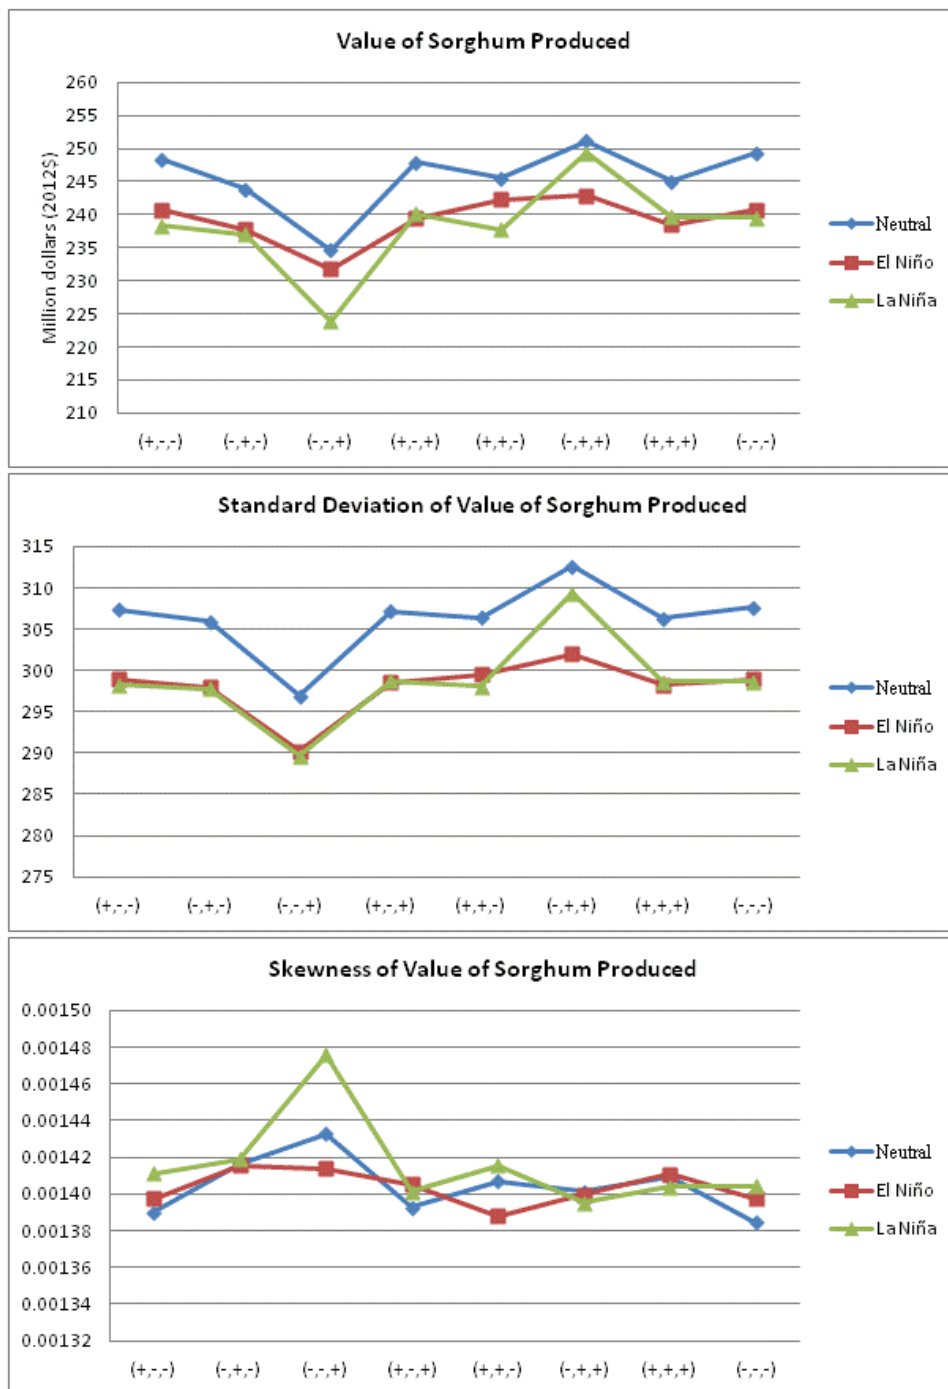 Value of Sorghum Produced
Million dollars (2012$)
260
255
250
245
240
235
230
225
220
215
210
(+,-,-) (-,+,-) (-,-,+) (+,-,+) (+,+,-) (-,+,+) (+,+,+) (-,-,-)
Neutral
El Niño
La Niña
Standard Deviation of Value of Sorghum Produced
315
310
305
300
295
290
285
280
275
(+,-,-) (-,+,-) (-,-,+) (+,-,+) (+,+,-) (-,+,+) (+,+,+) (-,-,-)
Neutral
El Niño
La Niña
Skewness of Value of Sorghum Produced
0.00150
0.00148
0.00146
0.00144
0.00142
0.00140
0.00138
0.00136
0.00134
0.00132
(+,-,-) (-,+,-) (-,-,+) (+,-,+) (+,+,-) (-,+,+) (+,+,+) (-,-,-)
Neutral
El Niño
La Niña